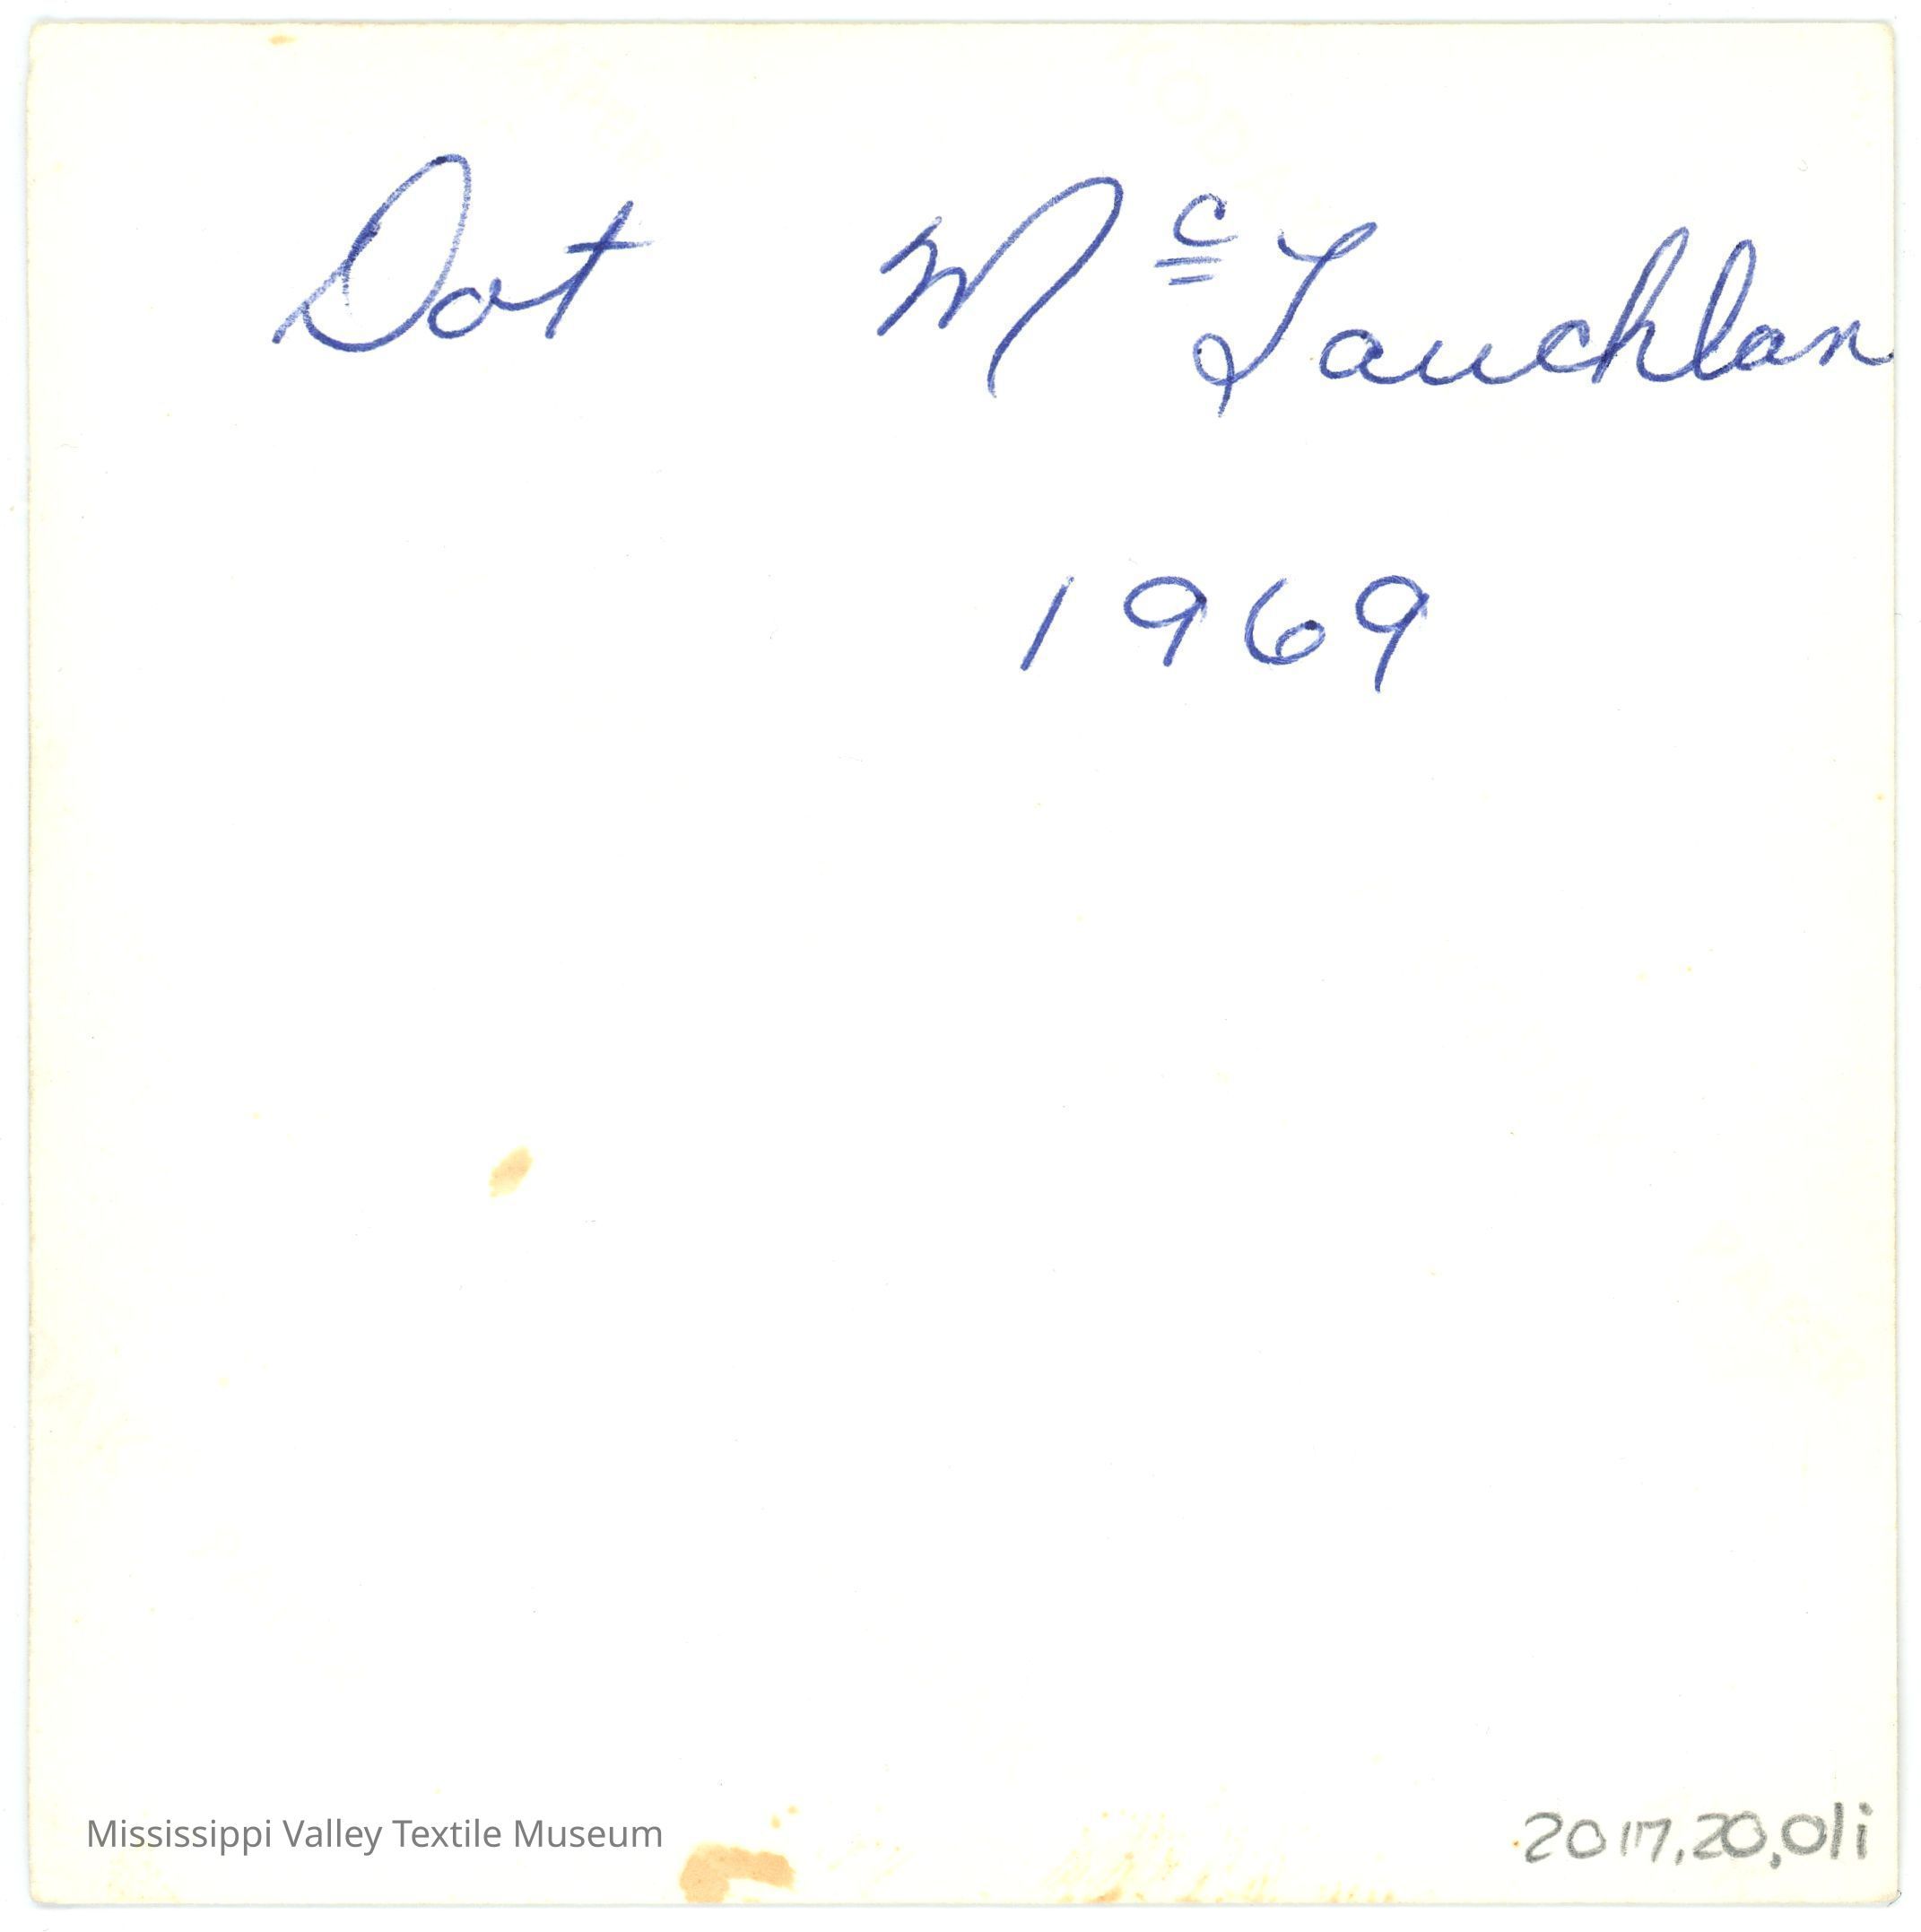 Dot McLauchlan
1969
Mississippi Valley Textile Museum
2017.20.01i